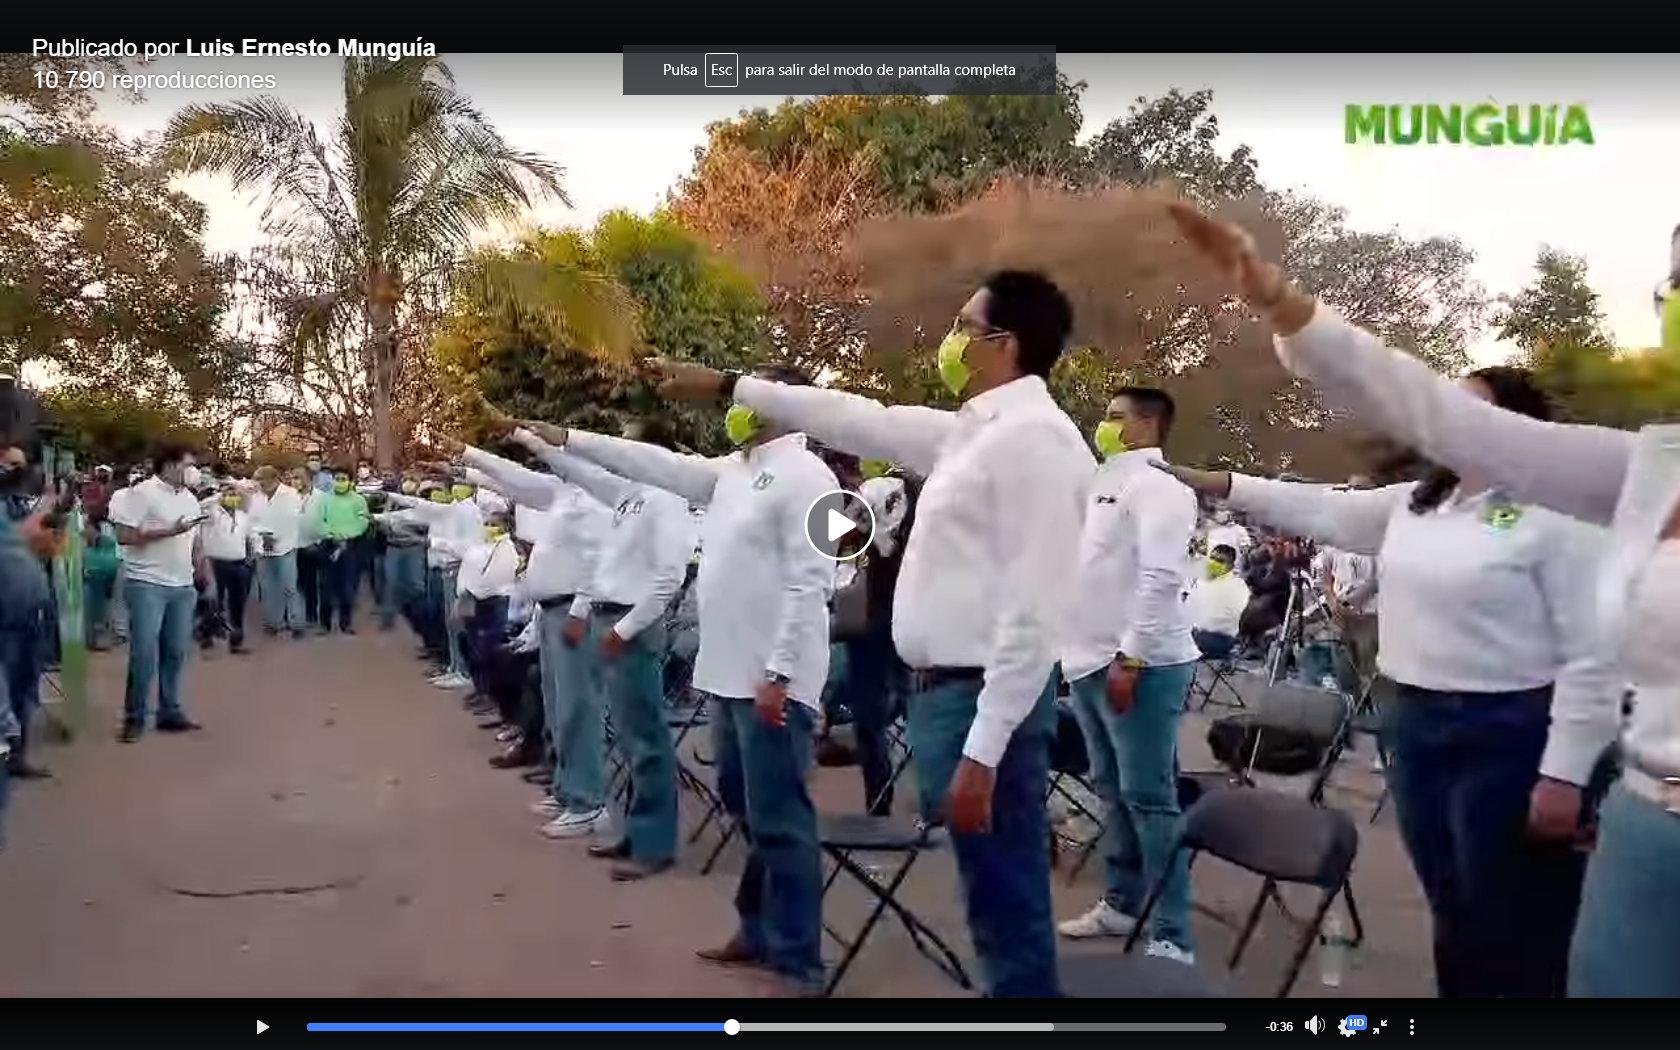 Publicado por Luis Ernesto Munguía
10 790 reproducciones
Pulsa Esc para salir del modo de pantalla completa
MUNGUíA
-0:36
HD